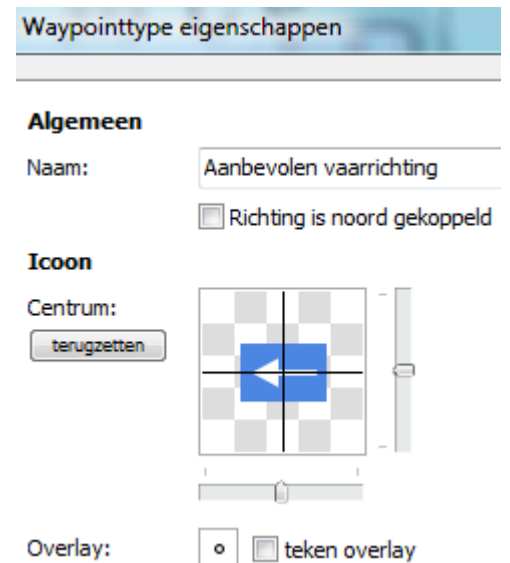 Waypointtype eigenschappen
Algemeen
Naam: Aanbevolen vaarrichting
Richting is noord gekoppeld
Icoon
Centrum:
terugzetten
Overlay: teken overlay